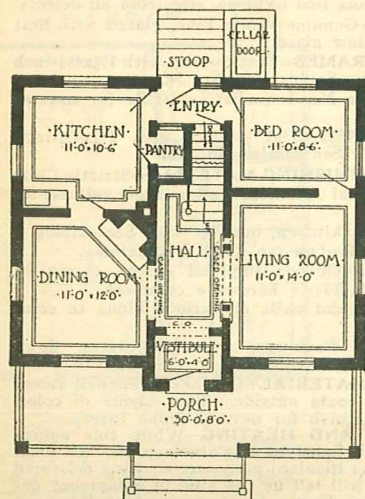 CELLAR
DOOR
STOOP
ENTRY
KITCHEN
11'-0" × 10'-6"
PANTRY
BED ROOM
11'-0" × 8'-6"
HALL
CASED OPENING
CASED OPENING
LIVING ROOM
11'-0" × 14'-0"
DINING ROOM
11'-0" × 12'-0"
C O
VESTIBULE
6'-0" × 4'-0"
PORCH
30'-0" × 8'-0"